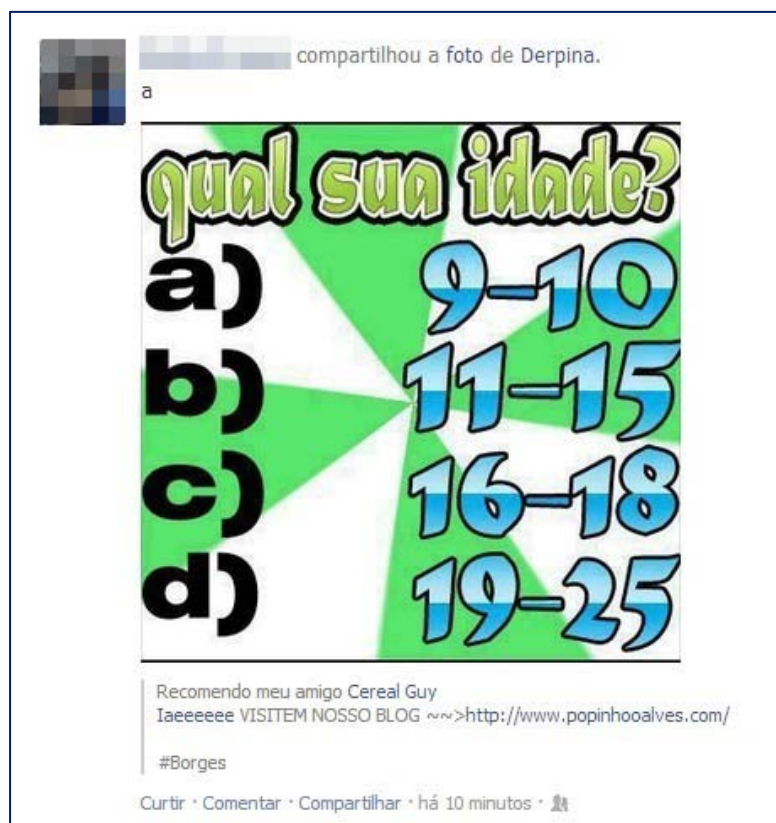 compartilhou a foto de Derpina.
a
qual sua idade?
a) 9-10
b) 11-15
c) 16-18
d) 19-25
Recomendo meu amigo Cereal Guy
Iaeeeeee VISITEM NOSSO BLOG ~~>http://www.popinhooalves.com/
#Borges
Curtir · Comentar · Compartilhar · há 10 minutos ·